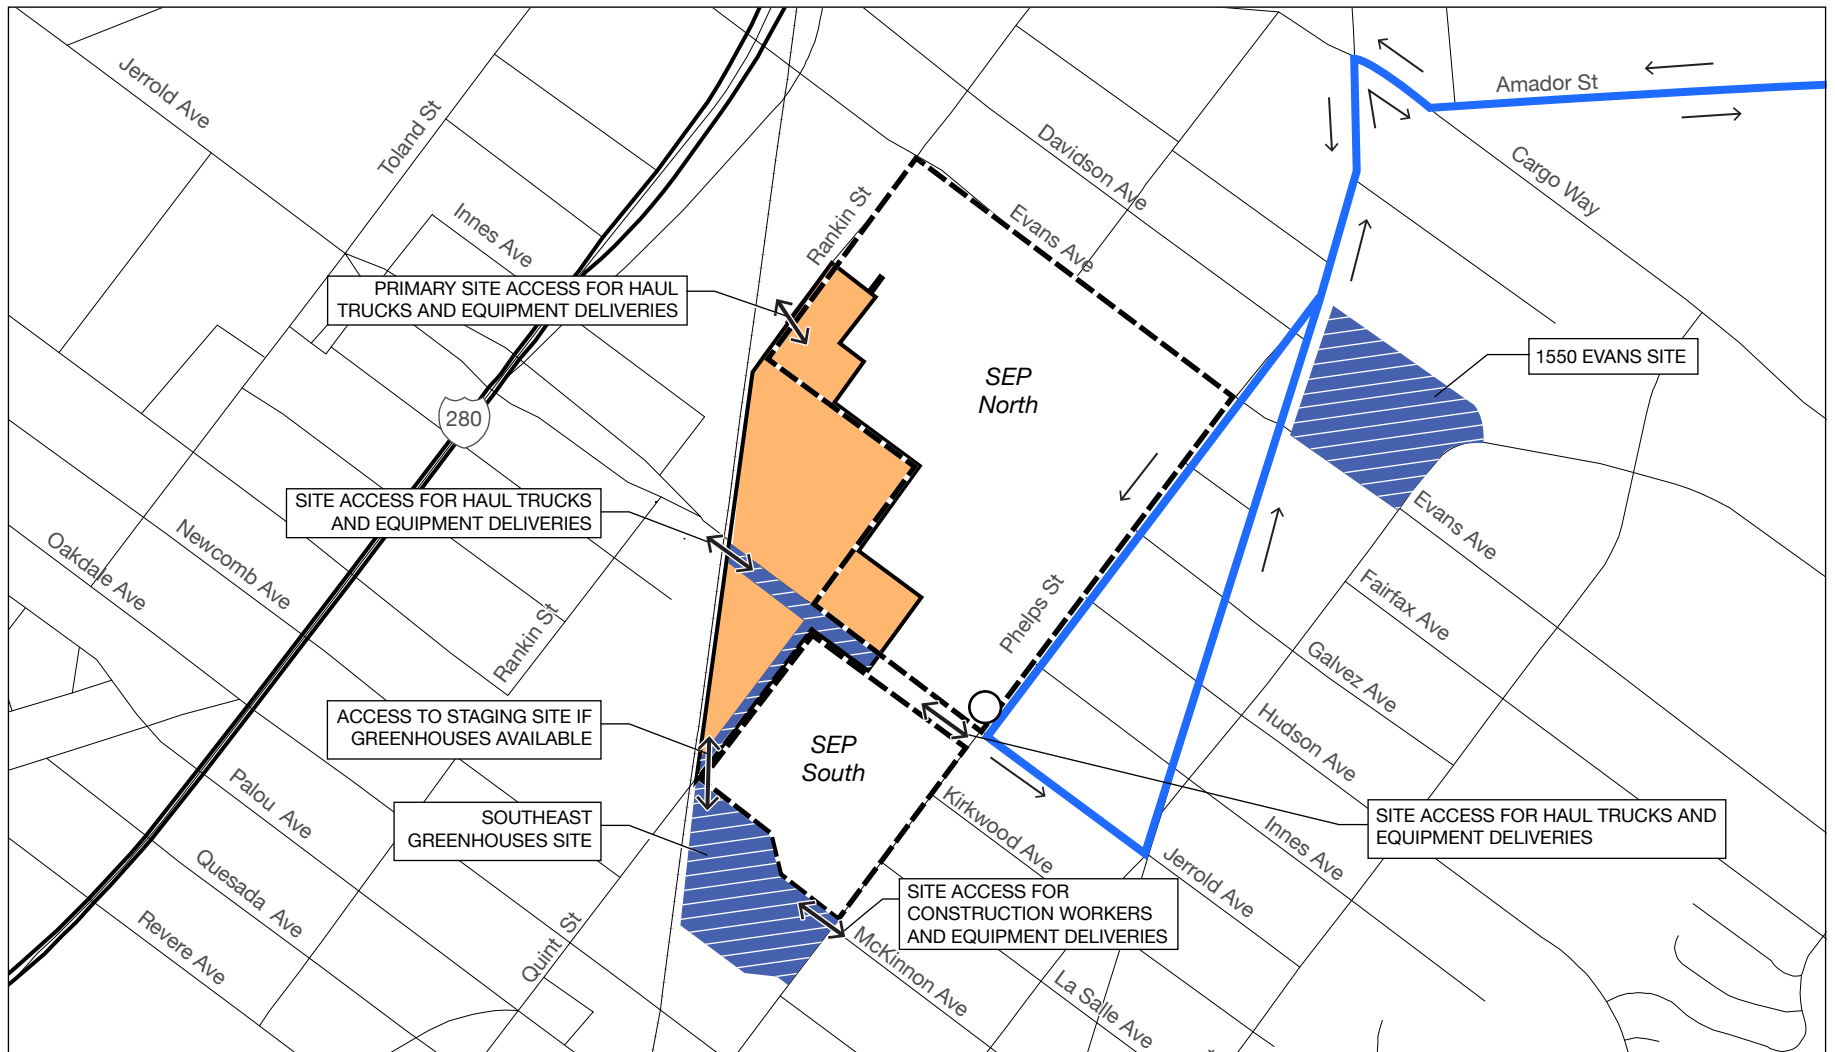 Jerrold Ave
Toland St
Innes Ave
Amador St
Cargo Way
Davidson Ave
Evans Ave
Rankin St
PRIMARY SITE ACCESS FOR HAUL
TRUCKS AND EQUIPMENT DELIVERIES
SEP
North
1550 EVANS SITE
280
SITE ACCESS FOR HAUL TRUCKS
AND EQUIPMENT DELIVERIES
Newcomb Ave
Oakdale Ave
Rankin St
Phelps St
Evans Ave
Fairfax Ave
Galvez Ave
Hudson Ave
Innes Ave
ACCESS TO STAGING SITE IF
GREENHOUSES AVAILABLE
SEP
South
SOUTHEAST
GREENHOUSES SITE
Palou Ave
Quesada Ave
Revere Ave
Quint St
Kirkwood Ave
SITE ACCESS FOR HAUL TRUCKS AND
EQUIPMENT DELIVERIES
Jerrold Ave
SITE ACCESS FOR
CONSTRUCTION WORKERS
AND EQUIPMENT DELIVERIES
McKinnon Ave
La Salle Ave